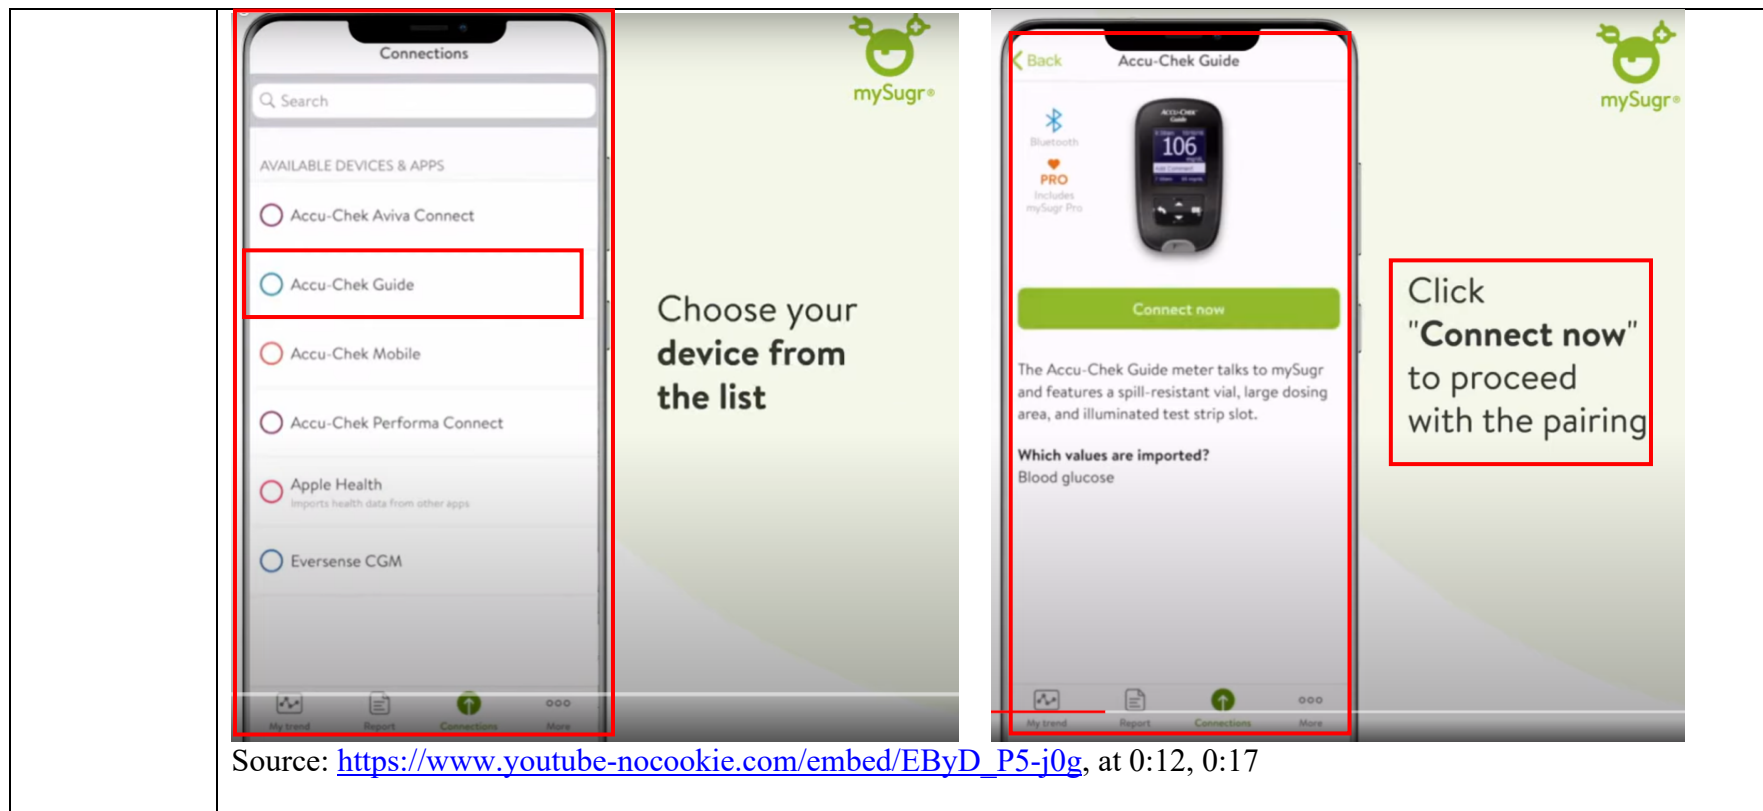 Connections
Search
AVAILABLE DEVICES & APPS
Accu-Chek Aviva Connect
Accu-Chek Guide
Accu-Chek Mobile
Accu-Chek Performa Connect
Apple Health
Imports health data from other apps
Eversense CGM
My trend Report Connections More
mySugr®
Choose your
device from
the list
Back Accu-Chek Guide
Bluetooth
PRO
Includes
mySugr Pro
ACCU-CHEK
Guide
106
mg/dL
Connect now
The Accu-Chek Guide meter talks to mySugr
and features a spill-resistant vial, large dosing
area, and illuminated test strip slot.
Which values are imported?
Blood glucose
My trend Report Connections More
mySugr®
Click
"Connect now"
to proceed
with the pairing
Source: https://www.youtube-nocookie.com/embed/EByD_P5-j0g, at 0:12, 0:17